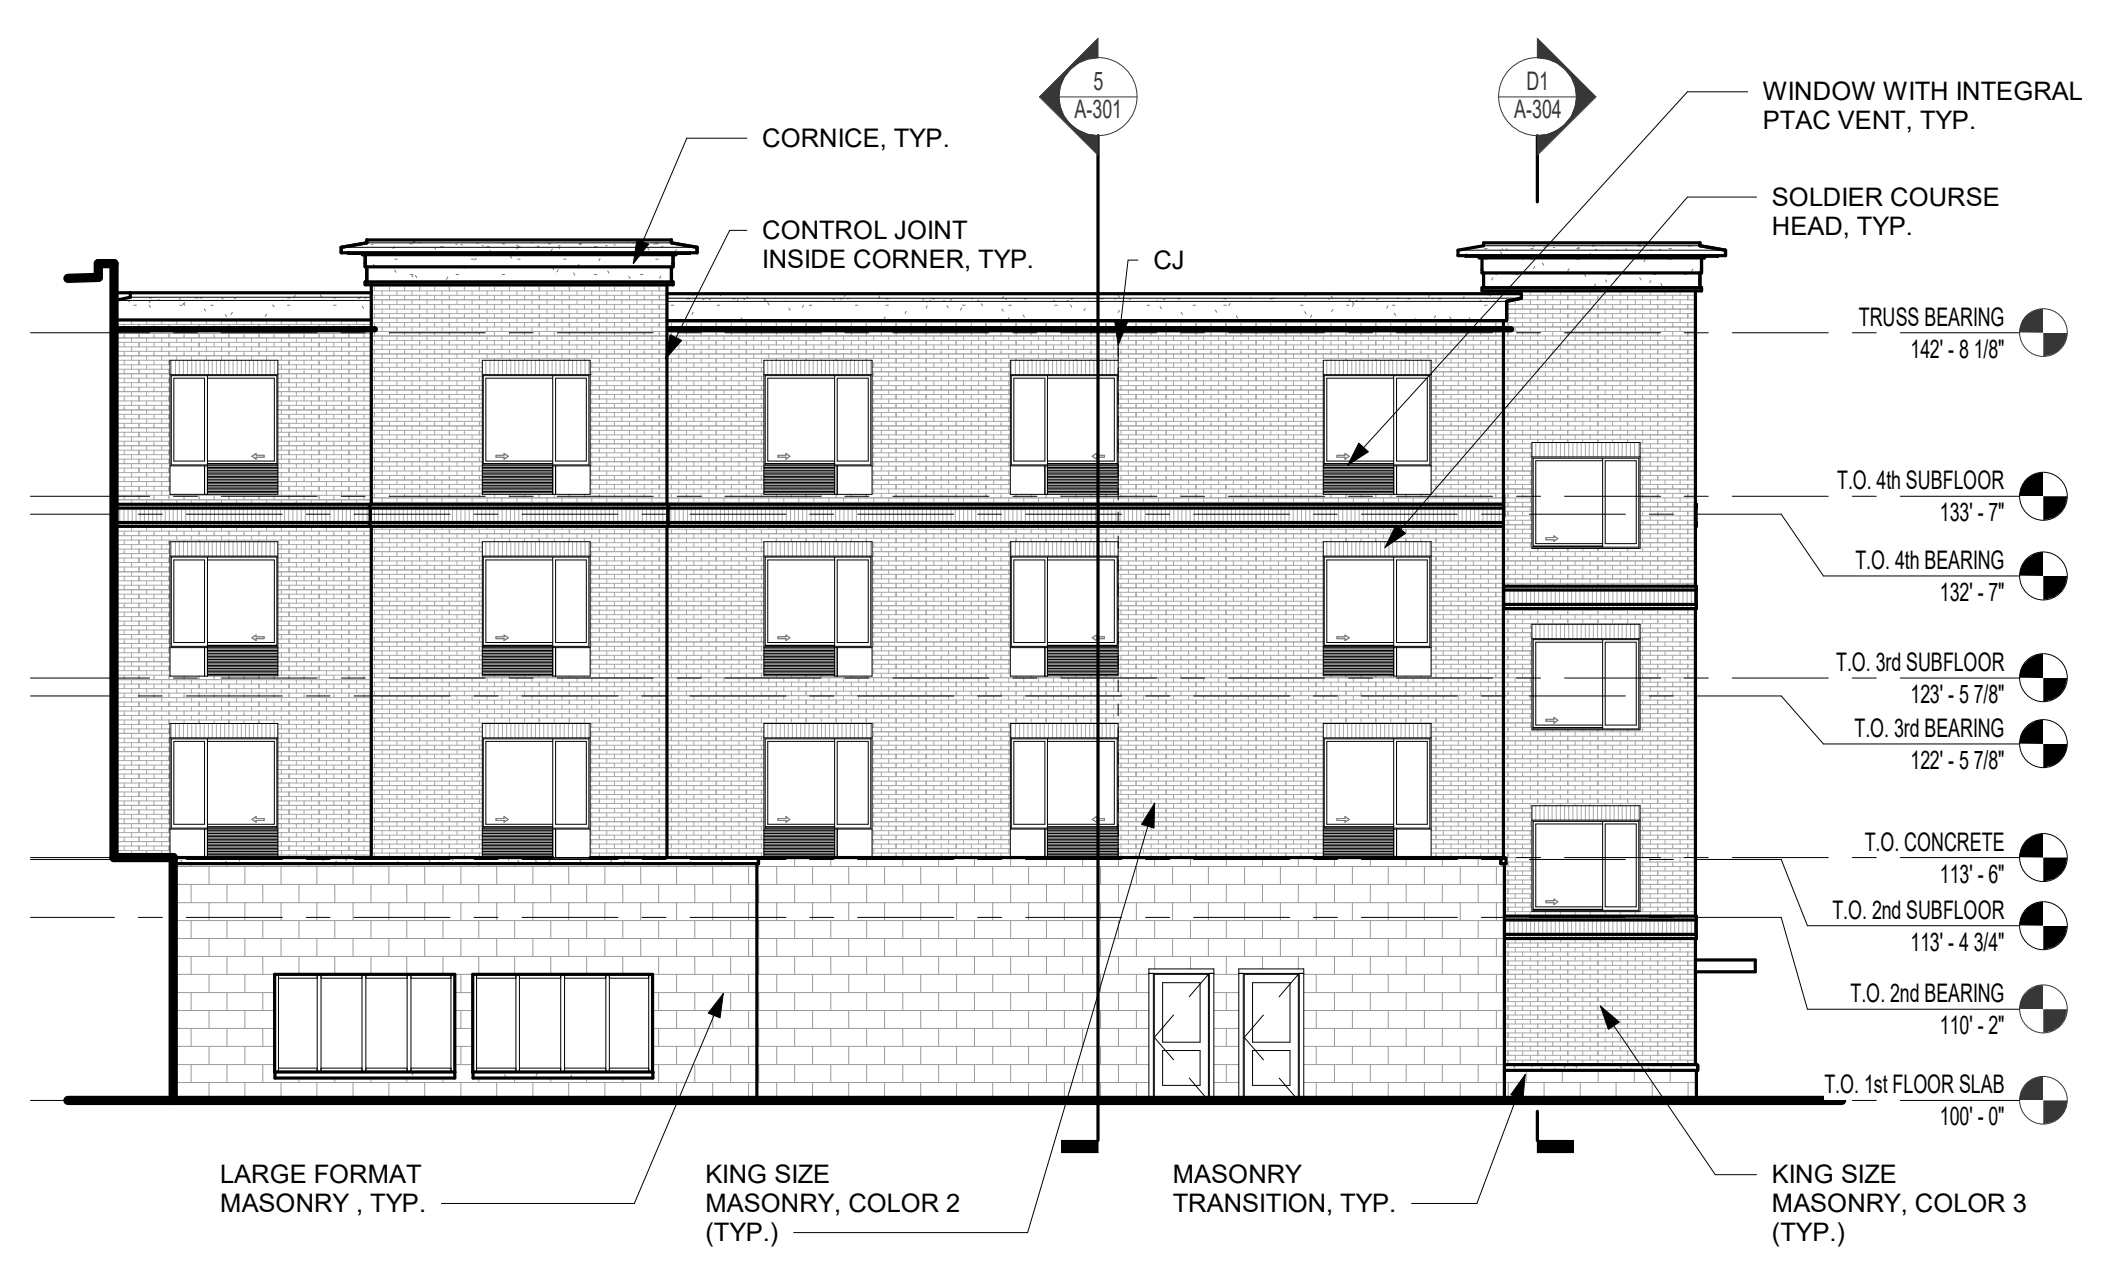 5
A-301
D1
A-304
WINDOW WITH INTEGRAL
PTAC VENT, TYP.
CORNICE, TYP.
SOLDIER COURSE
HEAD, TYP.
CONTROL JOINT
INSIDE CORNER, TYP.
CJ
TRUSS BEARING
142' - 8 1/8"
T.O. 4th SUBFLOOR
133' - 7"
T.O. 4th BEARING
132' - 7"
T.O. 3rd SUBFLOOR
123' - 5 7/8"
T.O. 3rd BEARING
122' - 5 7/8"
T.O. CONCRETE
113' - 6"
T.O. 2nd SUBFLOOR
113' - 4 3/4"
T.O. 2nd BEARING
110' - 2"
T.O. 1st FLOOR SLAB
100' - 0"
LARGE FORMAT
MASONRY , TYP.
KING SIZE
MASONRY, COLOR 2
(TYP.)
MASONRY
TRANSITION, TYP.
KING SIZE
MASONRY, COLOR 3
(TYP.)